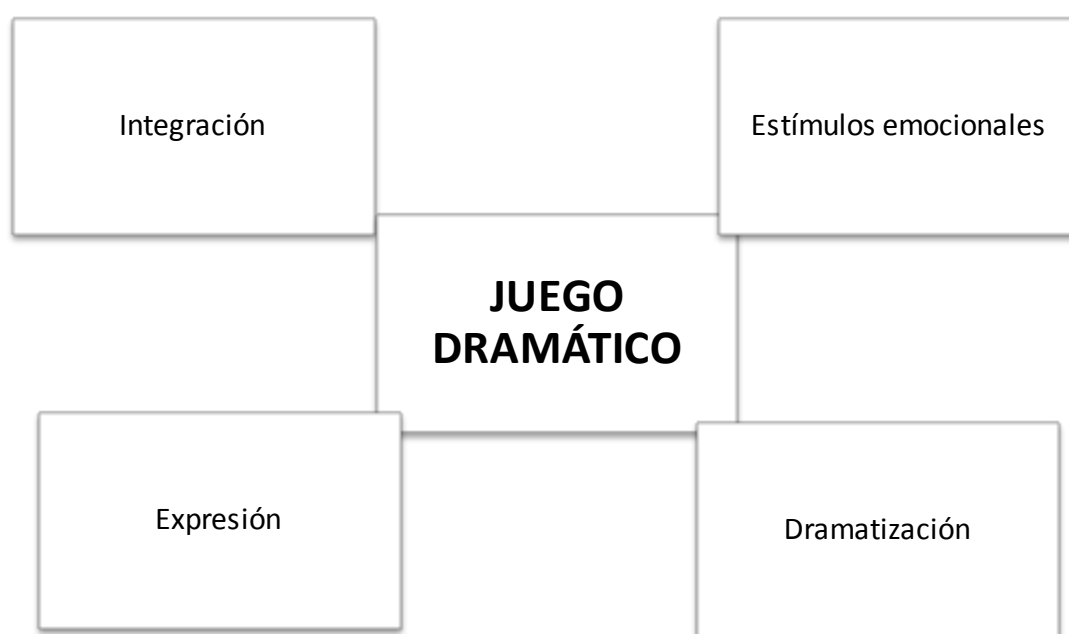 Integración
Estímulos emocionales
JUEGO
DRAMÁTICO
Expresión
Dramatización